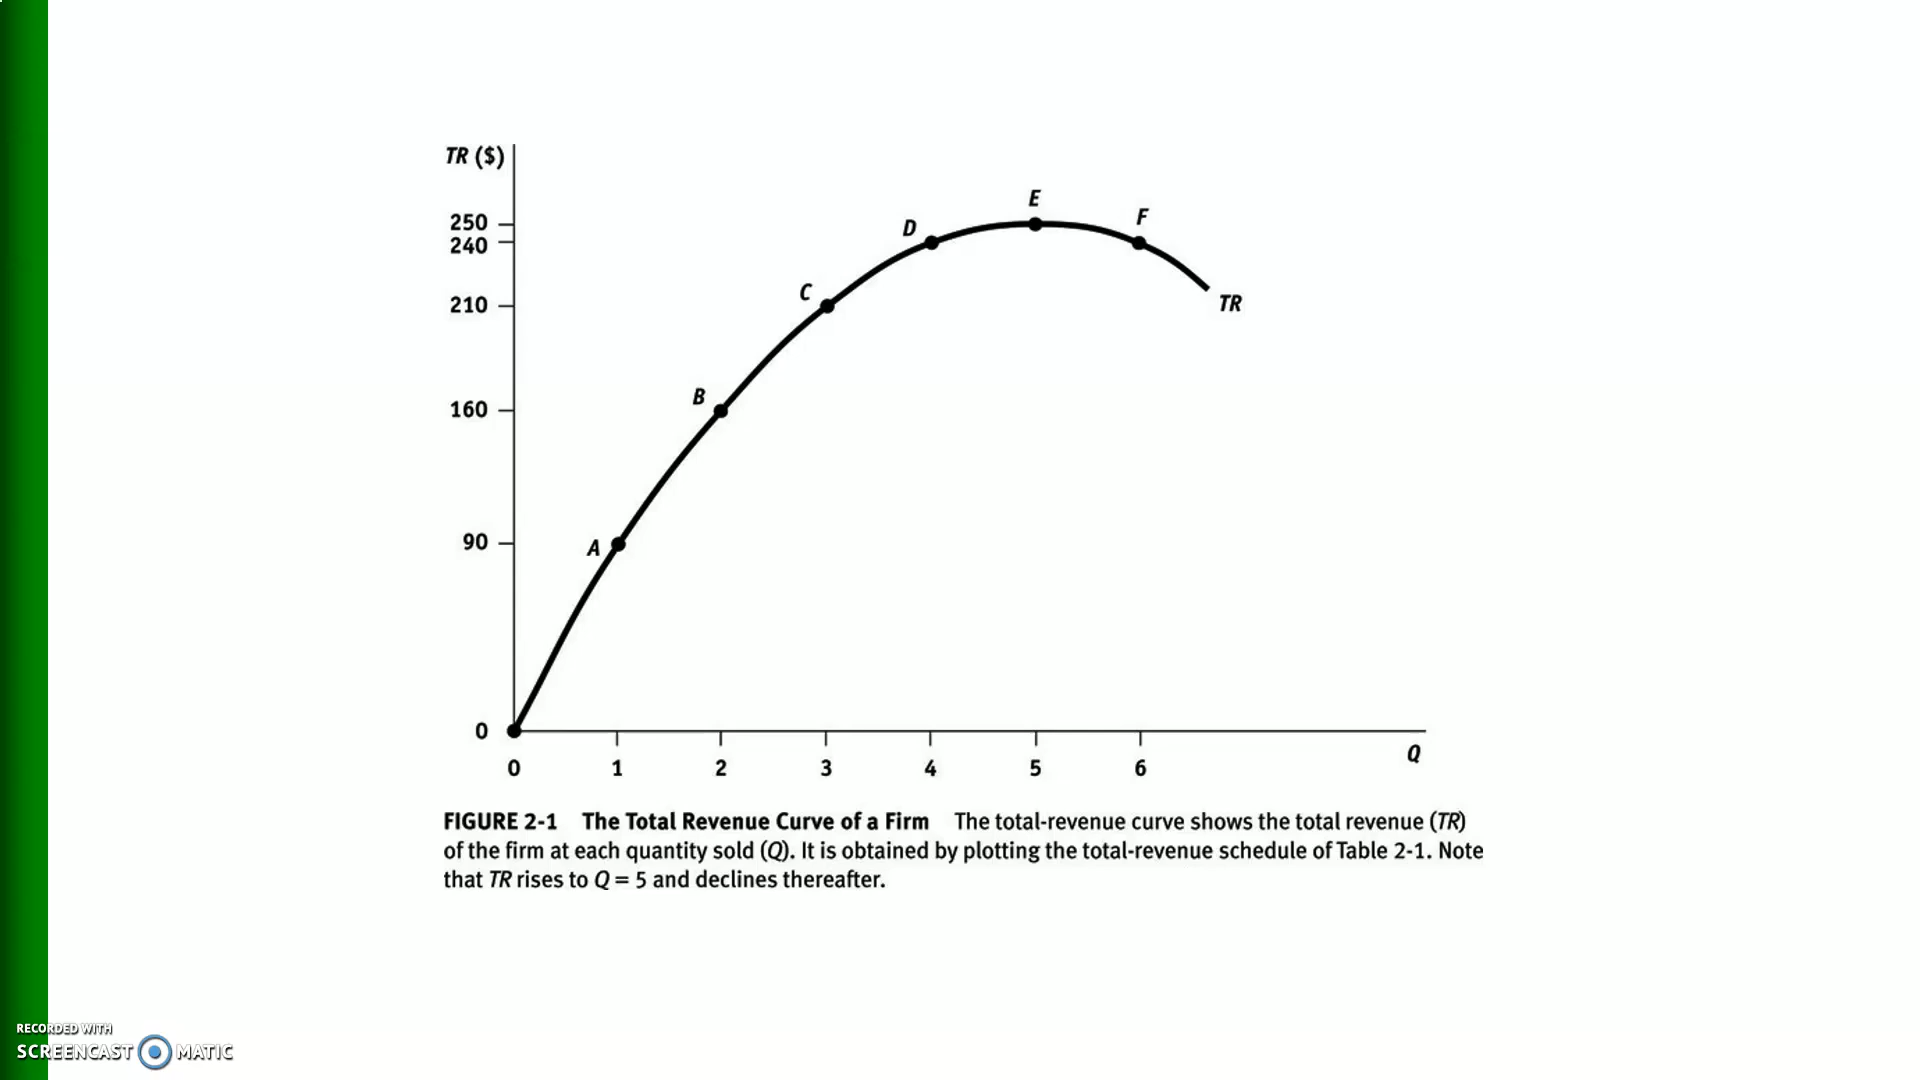 TR ($)
E
250
F
D
240
C
210
TR
B
160
A
90
0
Q
0 1 2 3 4 5 6
FIGURE 2-1 The Total Revenue Curve of a Firm The total-revenue curve shows the total revenue (TR)
of the firm at each quantity sold (Q). It is obtained by plotting the total-revenue schedule of Table 2-1. Note
that TR rises to Q = 5 and declines thereafter.
RECORDED WITH
SCREENCAST MATIC